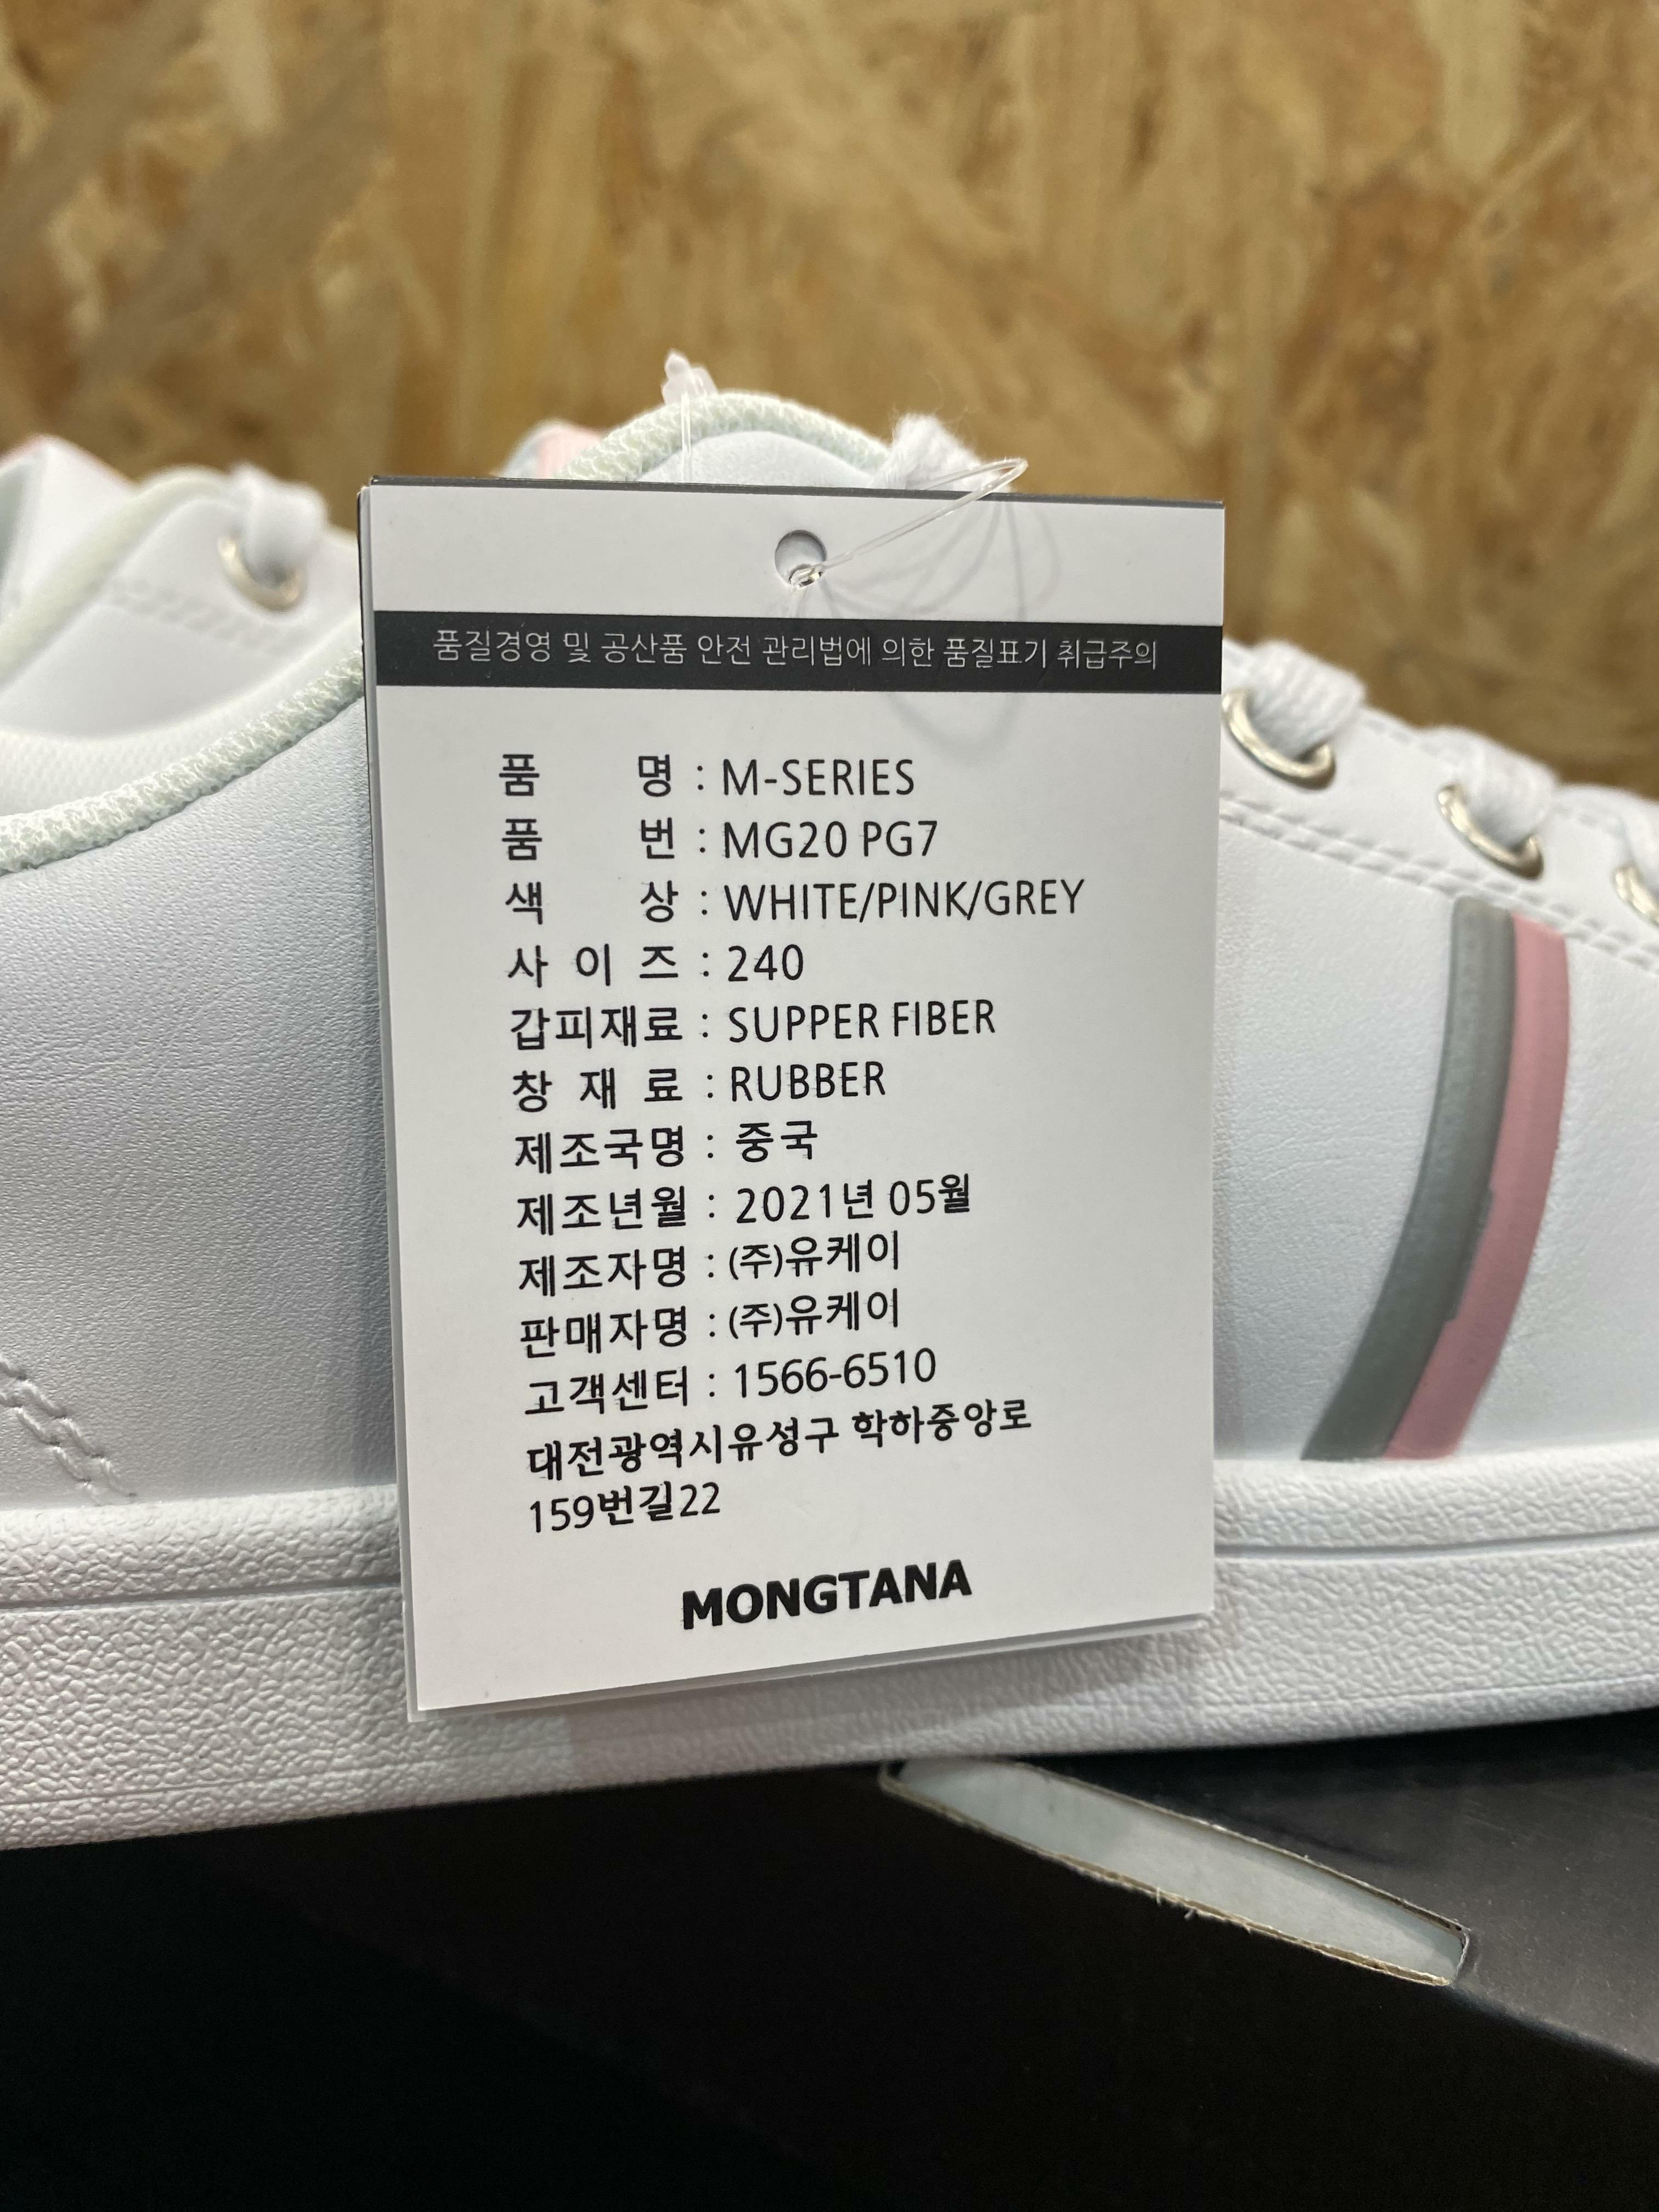 품질경영 및 공산품 안전 관리법에 의한 품질표기 취급주의
품 명 : M-SERIES
품 번 : MG20 PG7
색 상 : WHITE/PINK/GREY
사 이 즈 : 240
갑피재료 : SUPPER FIBER
창 재 료 : RUBBER
제조국명 : 중국
제조년월 : 2021년 05월
제조자명 : (주)유케이
판매자명 : (주)유케이
고객센터 : 1566-6510
대전광역시유성구 학하중앙로
159번길22
MONGTANA